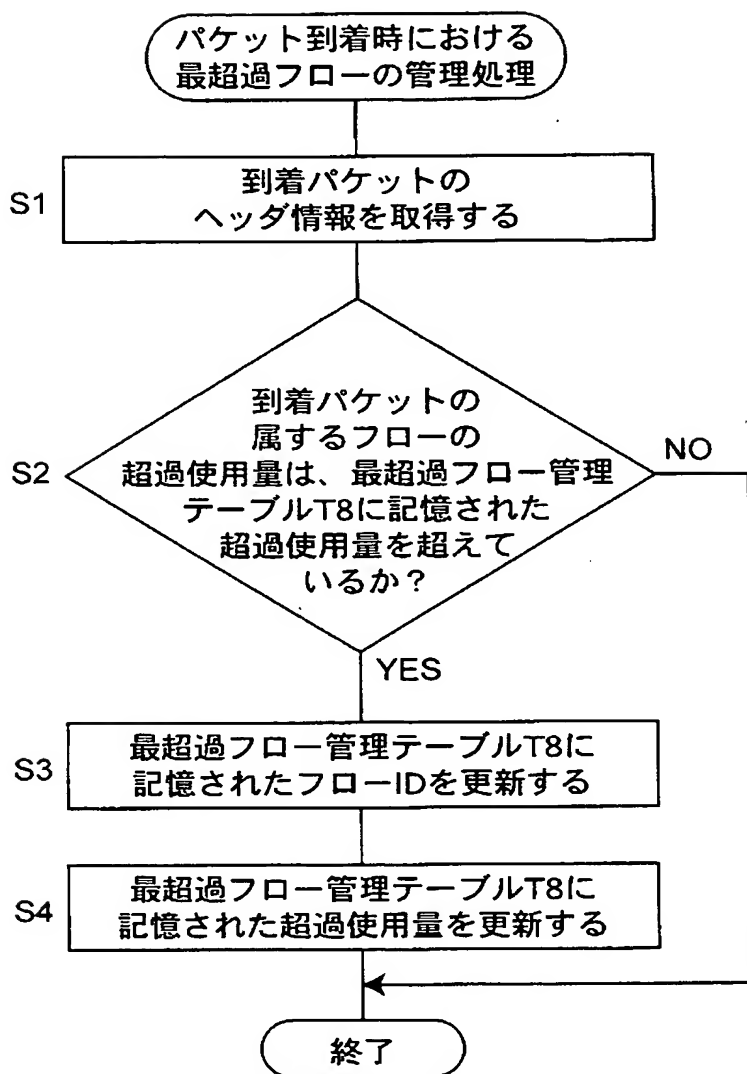 パケット到着時における
最超過フローの管理処理
S1
到着パケットの
ヘッダ情報を取得する
S2
到着パケットの
属するフローの
超過使用量は、最超過フロー管理
テーブルT8に記憶された
超過使用量を超えて
いるか？
NO
YES
S3
最超過フロー管理テーブルT8に
記憶されたフローIDを更新する
S4
最超過フロー管理テーブルT8に
記憶された超過使用量を更新する
終了